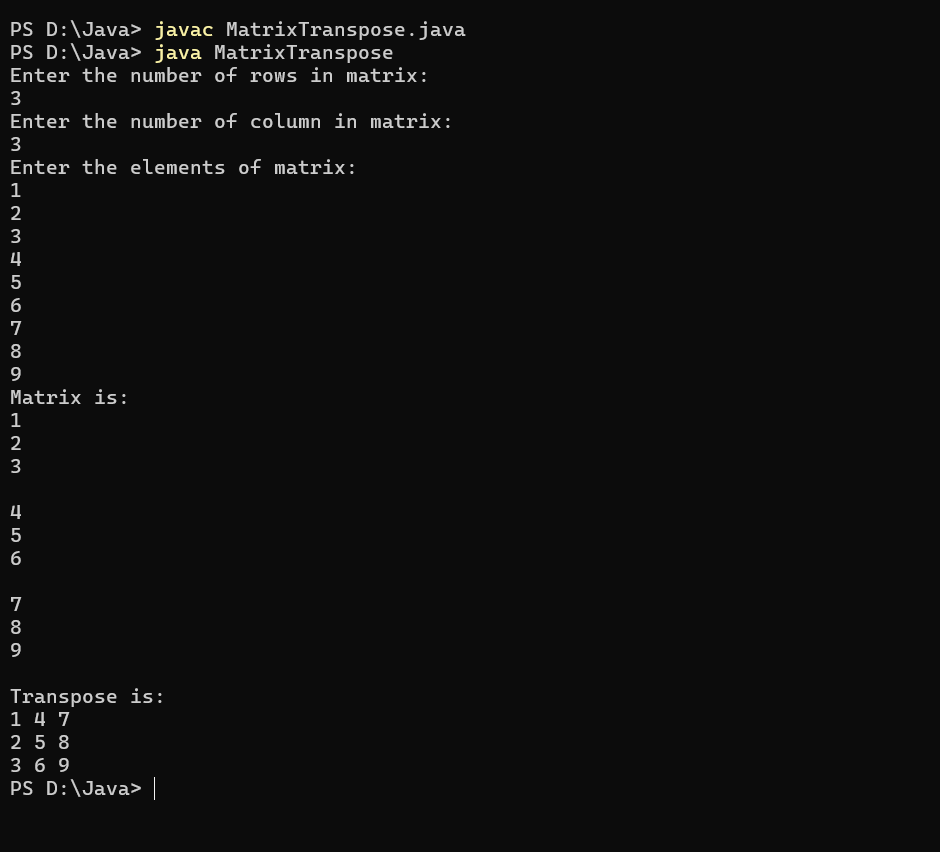 PS D:\Java> javac MatrixTranspose.java
PS D:\Java> java MatrixTranspose
Enter the number of rows in matrix:
3
Enter the number of column in matrix:
3
Enter the elements of matrix:
1
2
3
4
5
6
7
8
9
Matrix is:
1
2
3

4
5
6

7
8
9

Transpose is:
1 4 7
2 5 8
3 6 9
PS D:\Java>